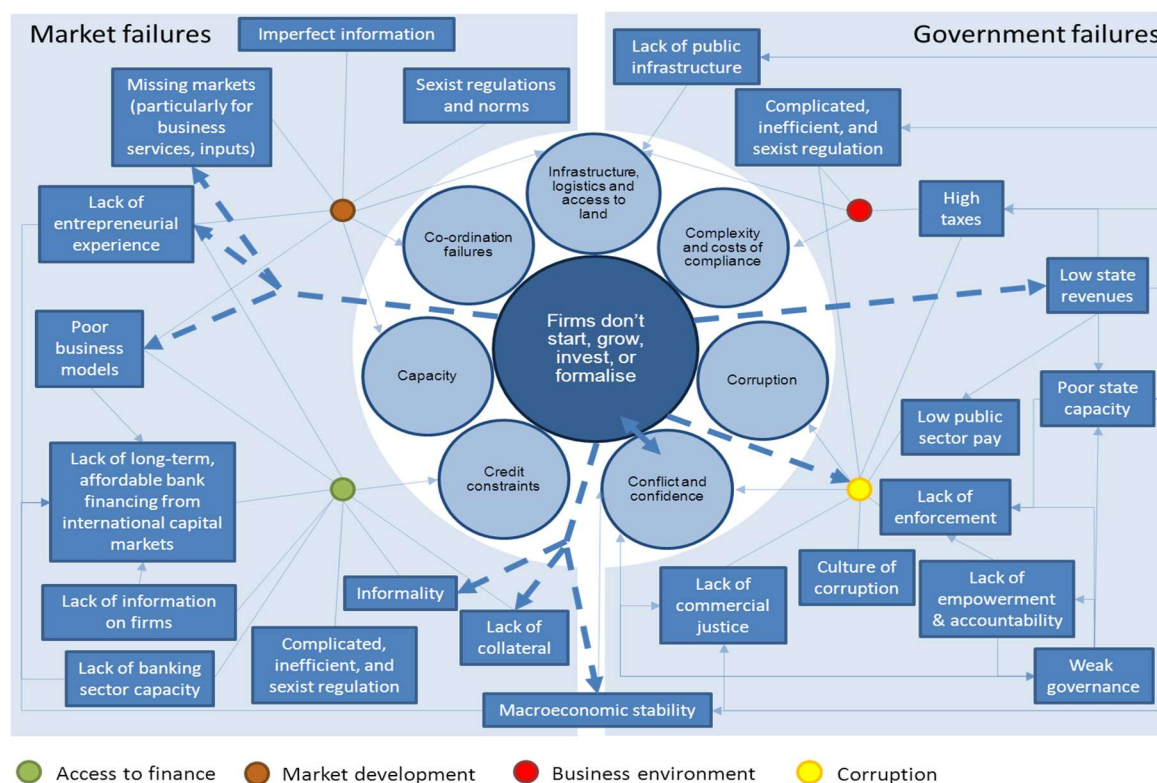 Market failures
Government failures
Imperfect information
Lack of public
infrastructure
Missing markets
(particularly for
business
services, inputs)
Sexist regulations
and norms
Complicated,
inefficient, and
sexist regulation
Infrastructure,
logistics and
access to
land
Lack of
entrepreneurial
experience
High
taxes
Co-ordination
failures
Complexity
and costs of
compliance
Low state
revenues
Poor
business
models
Firms don’t
start, grow,
invest, or
formalise
Capacity
Corruption
Poor state
capacity
Low public
sector pay
Lack of long-term,
affordable bank
financing from
international capital
markets
Credit
constraints
Conflict and
confidence
Lack of
enforcement
Culture of
corruption
Informality
Lack of
commercial
justice
Lack of
empowerment
& accountability
Lack of information
on firms
Lack of
collateral
Complicated,
inefficient, and
sexist regulation
Lack of banking
sector capacity
Weak
governance
Macroeconomic stability
Access to finance
Market development
Business environment
Corruption